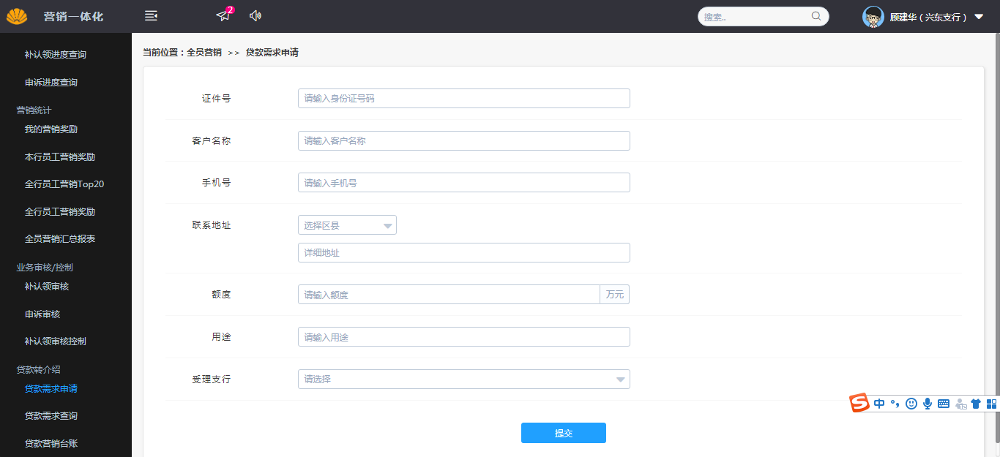 营销一体化
2
搜索..
顾建华（兴东支行）
补认领进度查询
申诉进度查询
营销统计
我的营销奖励
本行员工营销奖励
全行员工营销Top20
全行员工营销奖励
全员营销汇总报表
业务审核/控制
补认领审核
申诉审核
补认领审核控制
贷款转介绍
贷款需求申请
贷款需求查询
贷款营销台账
当前位置：全员营销 >> 贷款需求申请
证件号 请输入身份证号码
客户名称 请输入客户名称
手机号 请输入手机号
联系地址 选择区县
详细地址
额度 请输入额度 万元
用途 请输入用途
受理支行 请选择
提交
S 中